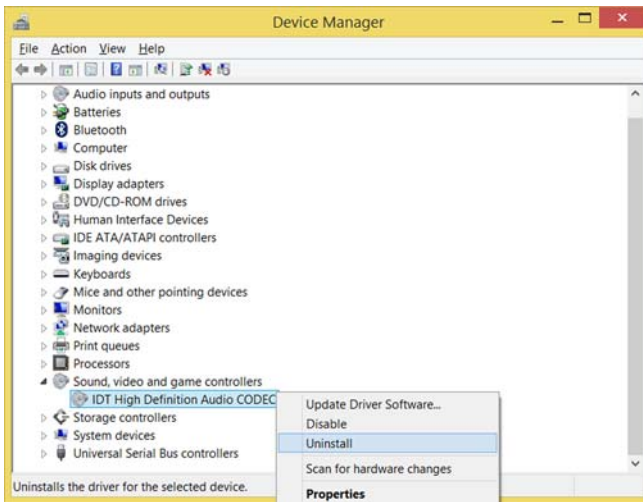 Device Manager
File Action View Help
Audio inputs and outputs
Batteries
Bluetooth
Computer
Disk drives
Display adapters
DVD/CD-ROM drives
Human Interface Devices
IDE ATA/ATAPI controllers
Imaging devices
Keyboards
Mice and other pointing devices
Monitors
Network adapters
Print queues
Processors
Sound, video and game controllers
IDT High Definition Audio CODEC
Update Driver Software...
Storage controllers
Disable
System devices
Uninstall
Universal Serial Bus controllers
Scan for hardware changes
Uninstalls the driver for the selected device.
Properties